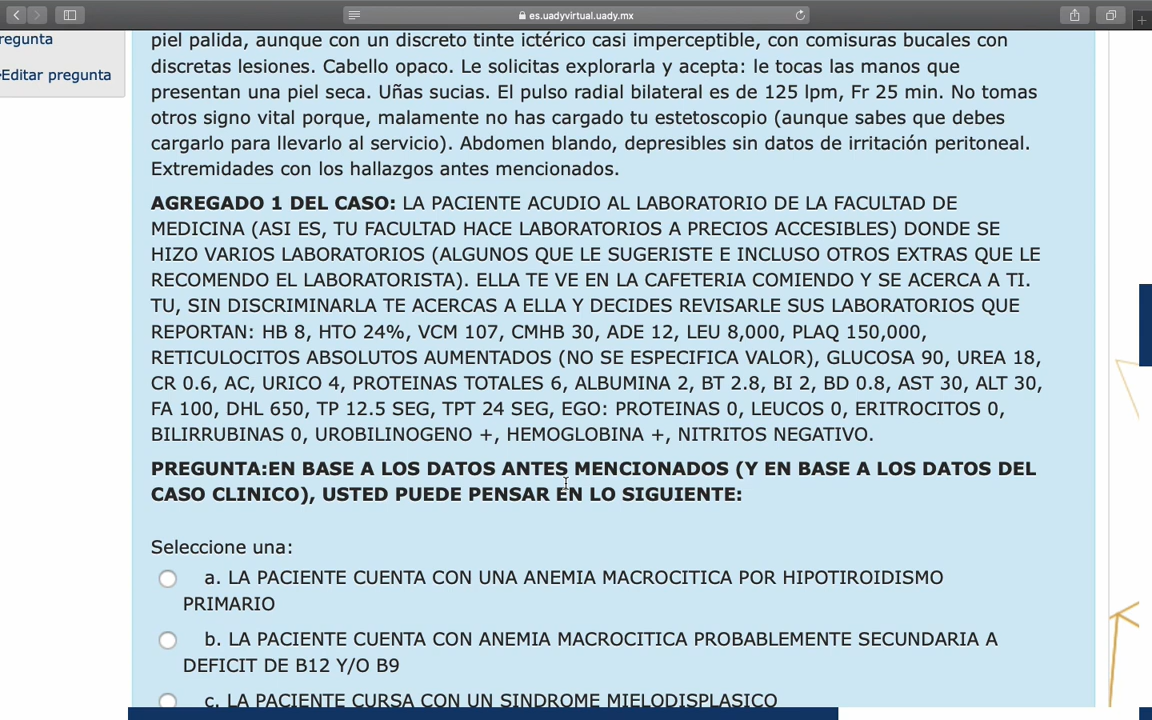 es.uadyvirtual.uady.mx
regunta
Editar pregunta
piel palida, aunque con un discreto tinte ictérico casi imperceptible, con comisuras bucales con
discretas lesiones. Cabello opaco. Le solicitas explorarla y acepta: le tocas las manos que
presentan una piel seca. Uñas sucias. El pulso radial bilateral es de 125 lpm, Fr 25 min. No tomas
otros signo vital porque, malamente no has cargado tu estetoscopio (aunque sabes que debes
cargarlo para llevarlo al servicio). Abdomen blando, depresibles sin datos de irritación peritoneal.
Extremidades con los hallazgos antes mencionados.
AGREGADO 1 DEL CASO: LA PACIENTE ACUDIO AL LABORATORIO DE LA FACULTAD DE
MEDICINA (ASI ES, TU FACULTAD HACE LABORATORIOS A PRECIOS ACCESIBLES) DONDE SE
HIZO VARIOS LABORATORIOS (ALGUNOS QUE LE SUGERISTE E INCLUSO OTROS EXTRAS QUE LE
RECOMENDO EL LABORATORISTA). ELLA TE VE EN LA CAFETERIA COMIENDO Y SE ACERCA A TI.
TU, SIN DISCRIMINARLA TE ACERCAS A ELLA Y DECIDES REVISARLE SUS LABORATORIOS QUE
REPORTAN: HB 8, HTO 24%, VCM 107, CMHB 30, ADE 12, LEU 8,000, PLAQ 150,000,
RETICULOCITOS ABSOLUTOS AUMENTADOS (NO SE ESPECIFICA VALOR), GLUCOSA 90, UREA 18,
CR 0.6, AC, URICO 4, PROTEINAS TOTALES 6, ALBUMINA 2, BT 2.8, BI 2, BD 0.8, AST 30, ALT 30,
FA 100, DHL 650, TP 12.5 SEG, TPT 24 SEG, EGO: PROTEINAS 0, LEUCOS 0, ERITROCITOS 0,
BILIRRUBINAS 0, UROBILINOGENO +, HEMOGLOBINA +, NITRITOS NEGATIVO.
PREGUNTA:EN BASE A LOS DATOS ANTES MENCIONADOS (Y EN BASE A LOS DATOS DEL
CASO CLINICO), USTED PUEDE PENSAR EN LO SIGUIENTE:
Seleccione una:
a. LA PACIENTE CUENTA CON UNA ANEMIA MACROCITICA POR HIPOTIROIDISMO
PRIMARIO
b. LA PACIENTE CUENTA CON ANEMIA MACROCITICA PROBABLEMENTE SECUNDARIA A
DEFICIT DE B12 Y/O B9
c. LA PACIENTE CURSA CON UN SINDROME MIELODISPLASICO